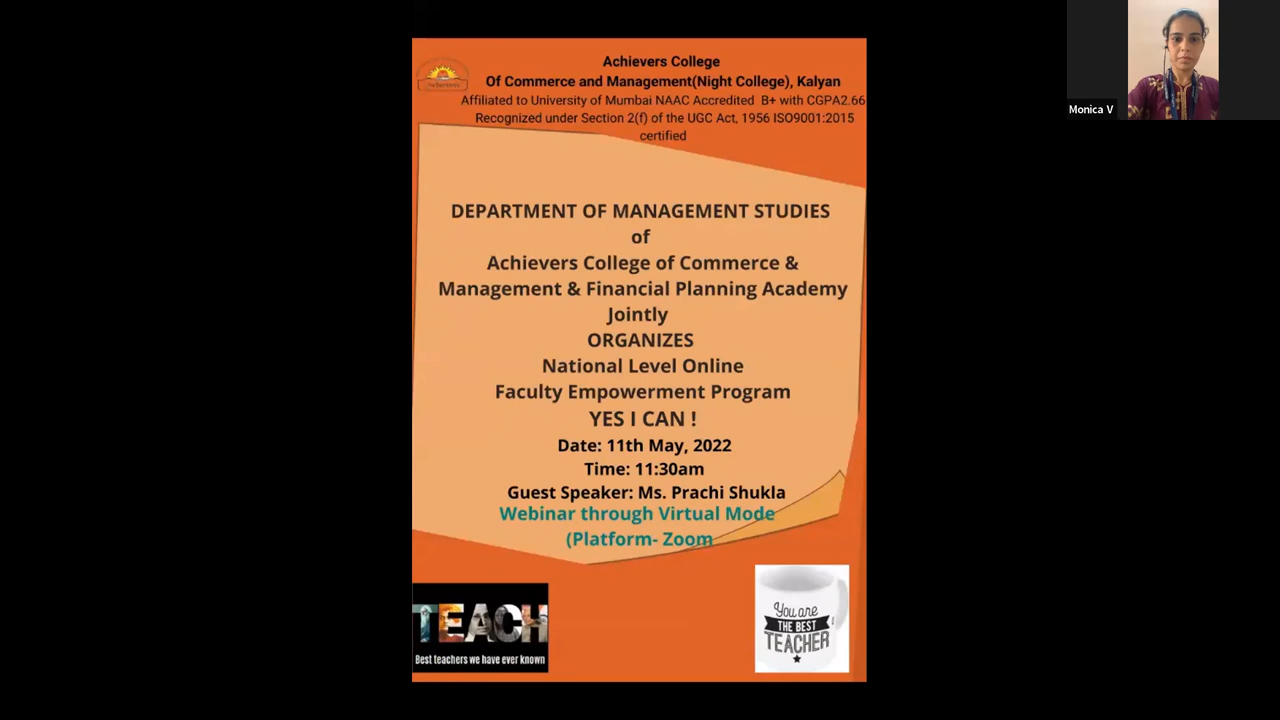 Achievers College
Of Commerce and Management(Night College), Kalyan
Affiliated to University of Mumbai NAAC Accredited B+ with CGPA2.66
Recognized under Section 2(f) of the UGC Act, 1956 ISO9001:2015
certified
DEPARTMENT OF MANAGEMENT STUDIES
of
Achievers College of Commerce &
Management & Financial Planning Academy
Jointly
ORGANIZES
National Level Online
Faculty Empowerment Program
YES I CAN !
Date: 11th May, 2022
Time: 11:30am
Guest Speaker: Ms. Prachi Shukla
Webinar through Virtual Mode
(Platform- Zoom
TEACH
Best teachers we have ever known
You are
THE BEST
TEACHER
!
Monica V